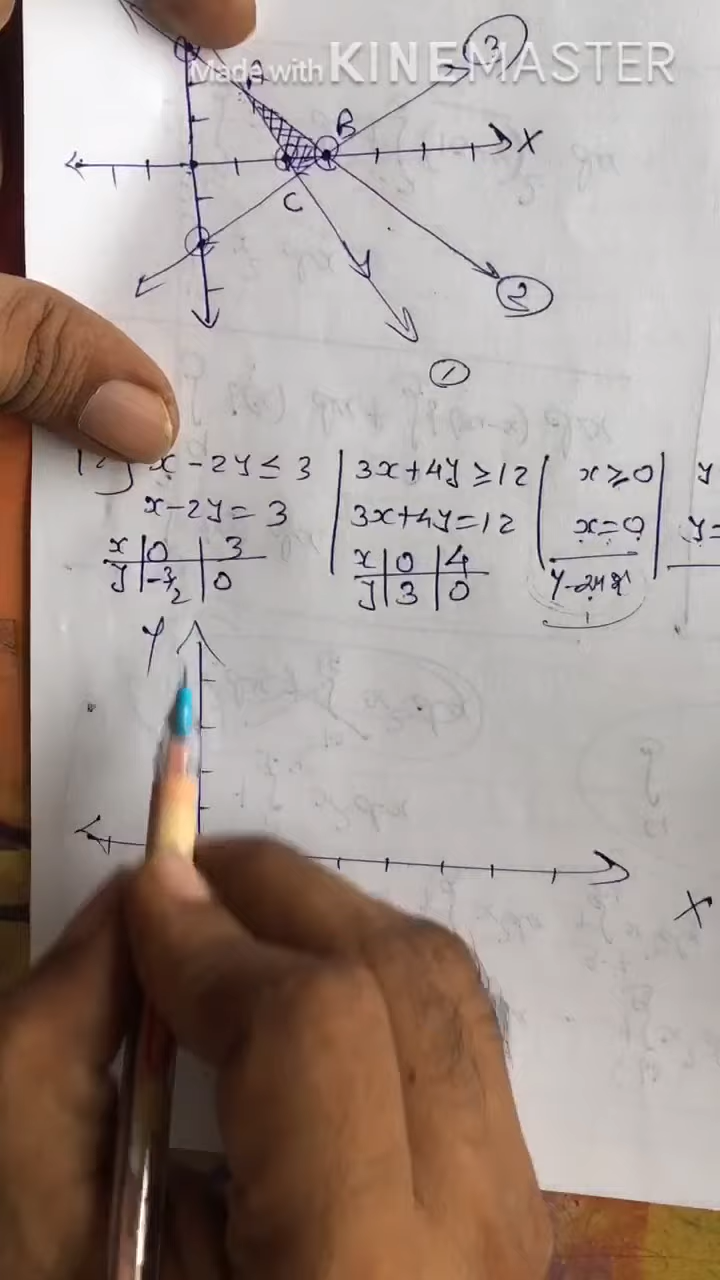 Made with KINEMASTER
3
A
B
X
C
2
1
12) x - 2y ≤ 3 | 3x + 4y ≥ 12 | x ≥ 0 | y
x - 2y = 3 | 3x + 4y = 12 | x = 0 | y =
x | 0 | 3 x | 0 | 4
y | -3/2 | 0 y | 3 | 0
Y
X